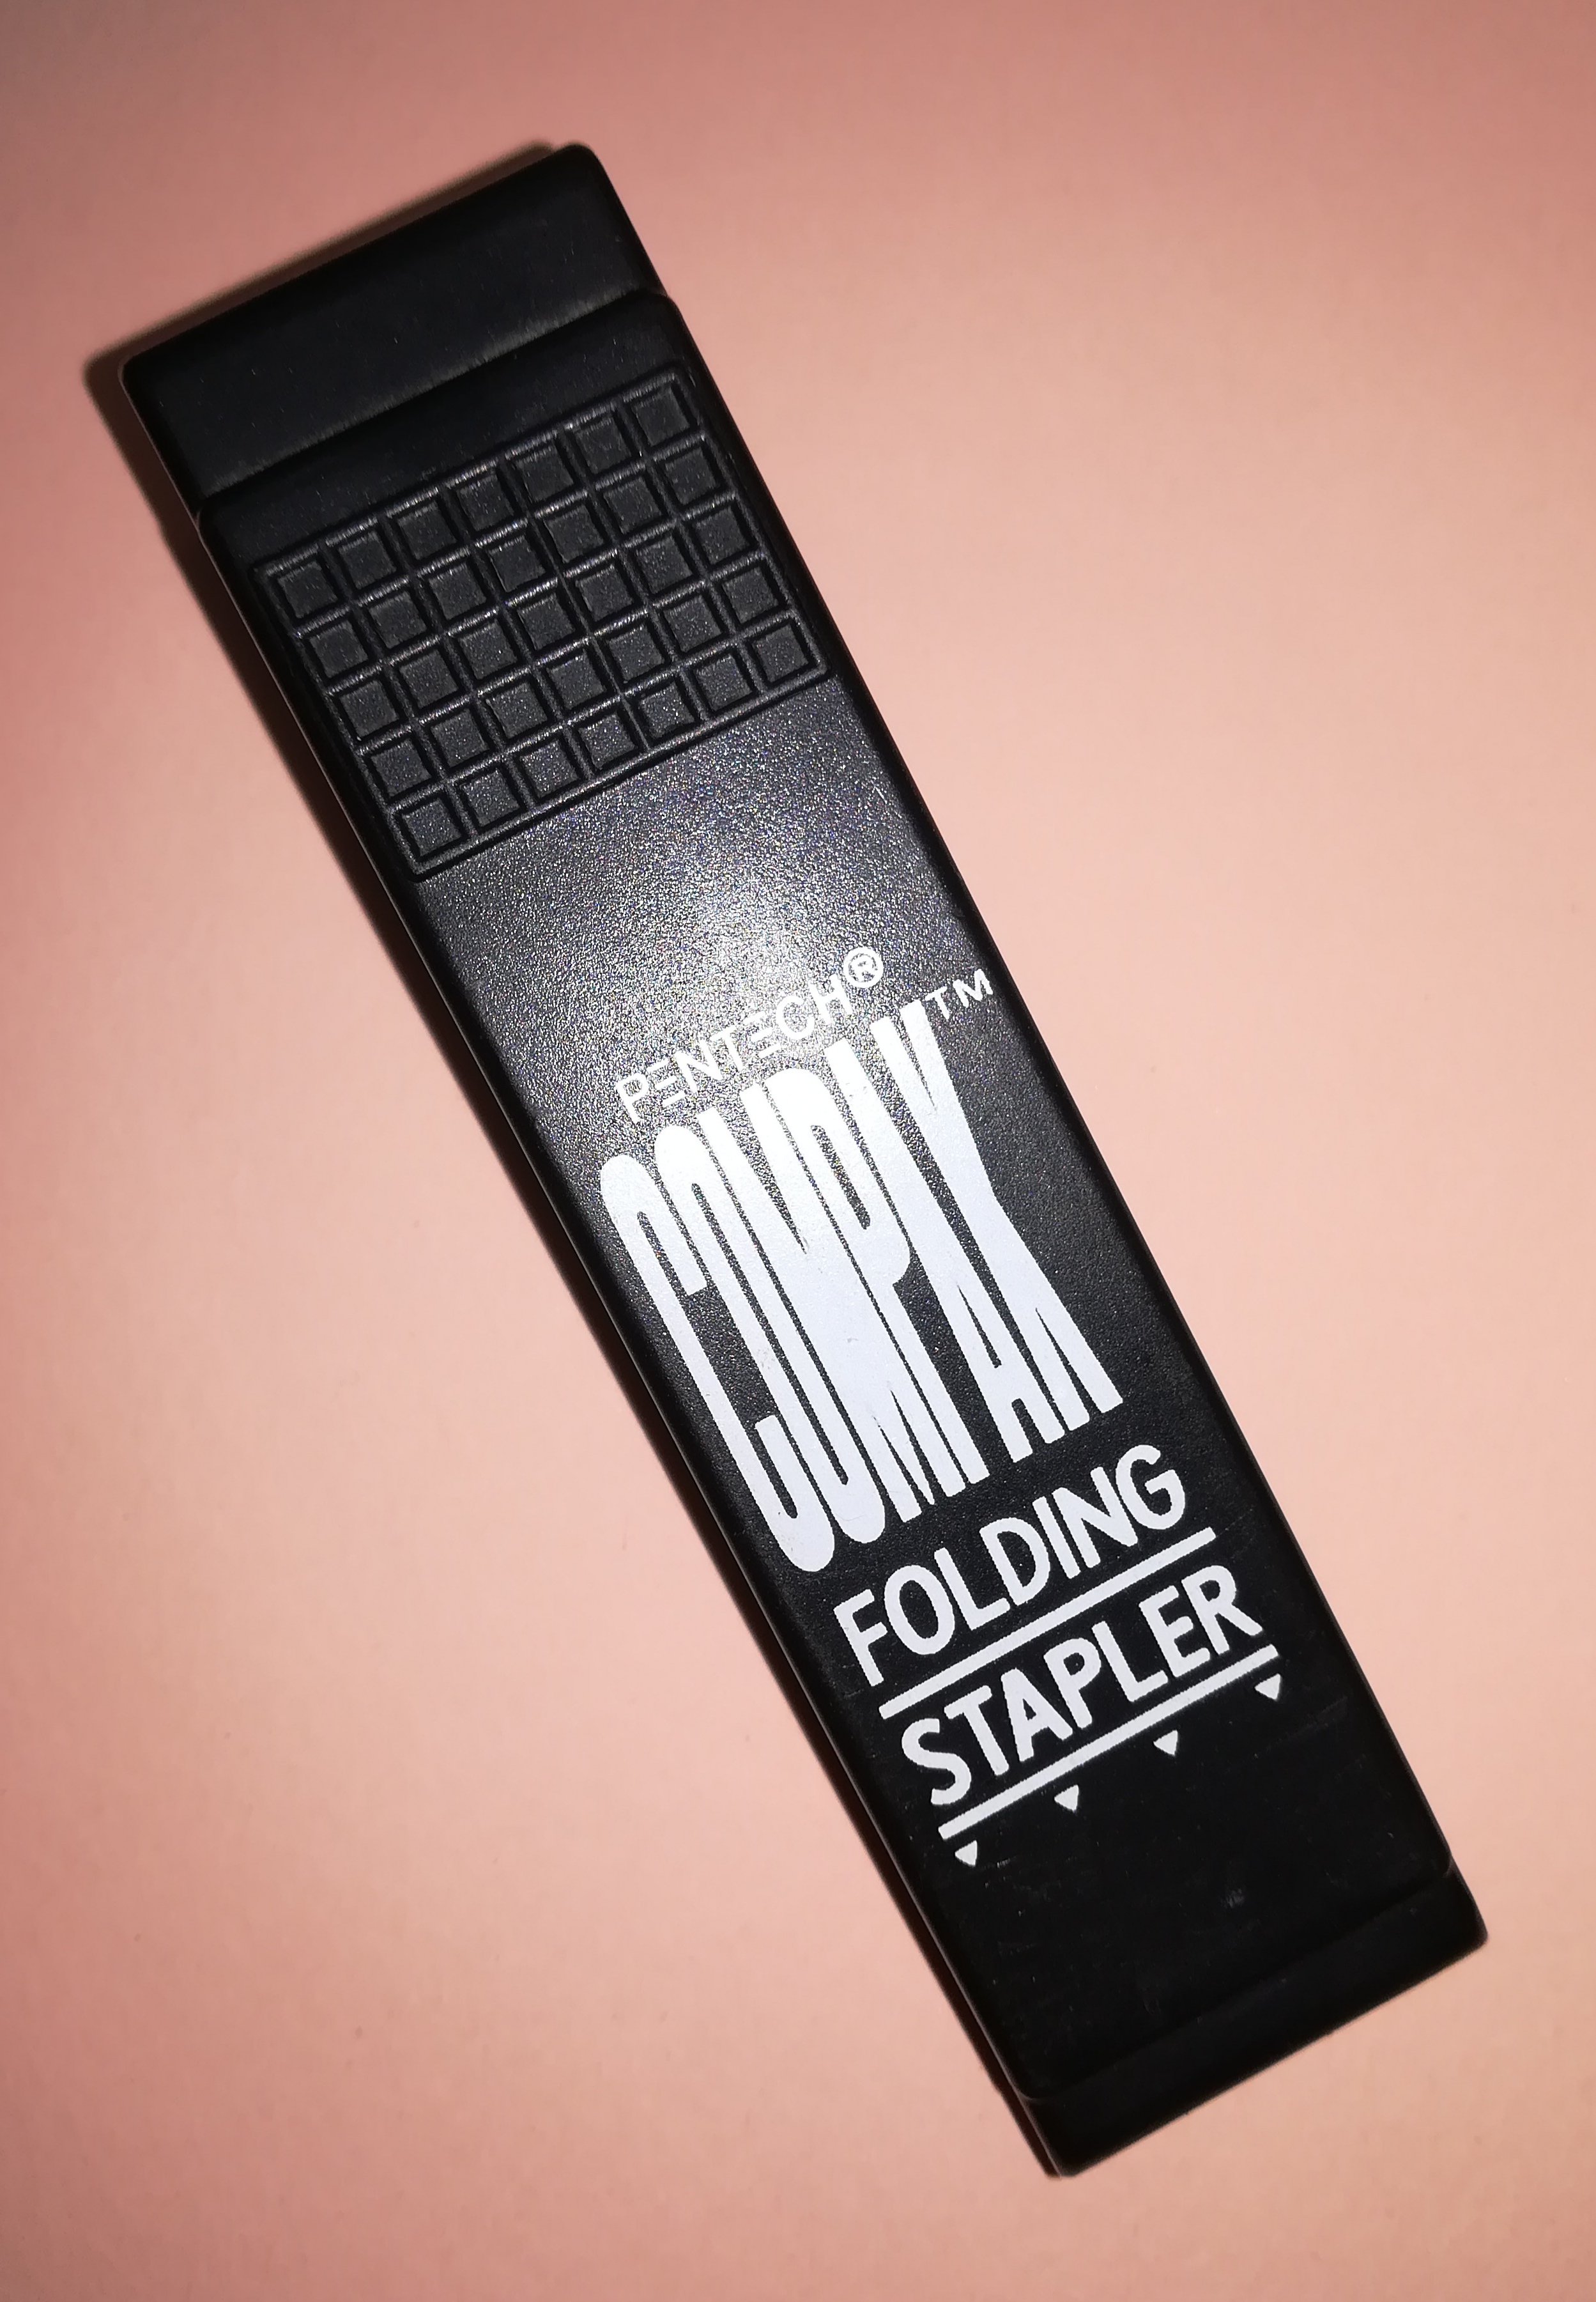 PENTECH®
COMPAX™
FOLDING
STAPLER